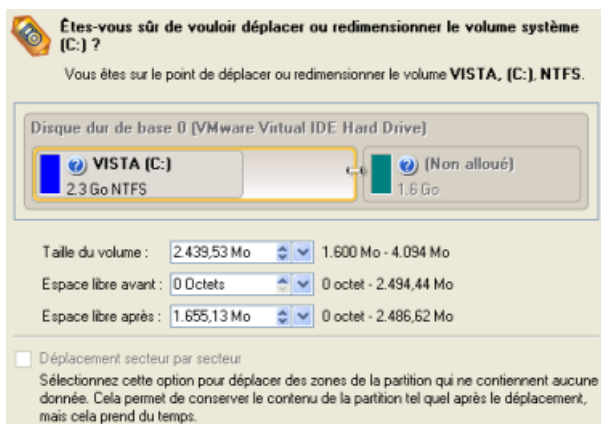 Êtes-vous sûr de vouloir déplacer ou redimensionner le volume système
(C:) ?
Vous êtes sur le point de déplacer ou redimensionner le volume VISTA, (C:), NTFS.
Disque dur de base 0 (VMware Virtual IDE Hard Drive)
VISTA (C:)
2.3 Go NTFS
(Non alloué)
1.6 Go
Taille du volume : 2.439,53 Mo 1.600 Mo - 4.094 Mo
Espace libre avant : 0 Octets 0 octet - 2.494,44 Mo
Espace libre après : 1.655,13 Mo 0 octet - 2.486,62 Mo
Déplacement secteur par secteur
Sélectionnez cette option pour déplacer des zones de la partition qui ne contiennent aucune
donnée. Cela permet de conserver le contenu de la partition tel quel après le déplacement,
mais cela prend du temps.